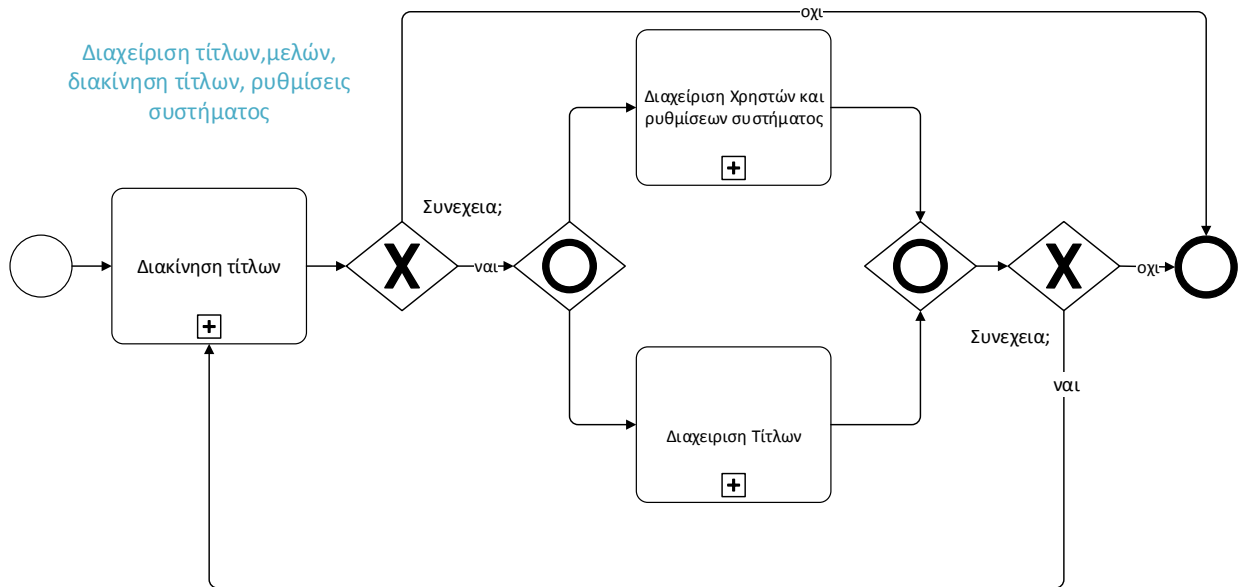 οχι
Διαχείριση τίτλων,μελών,
διακίνηση τίτλων, ρυθμίσεις
συστήματος
Διαχείριση Χρηστών και
ρυθμίσεων συστήματος
Συνεχεια;
Διακίνηση τίτλων
ναι
οχι
Συνεχεια;
ναι
Διαχειριση Τίτλων